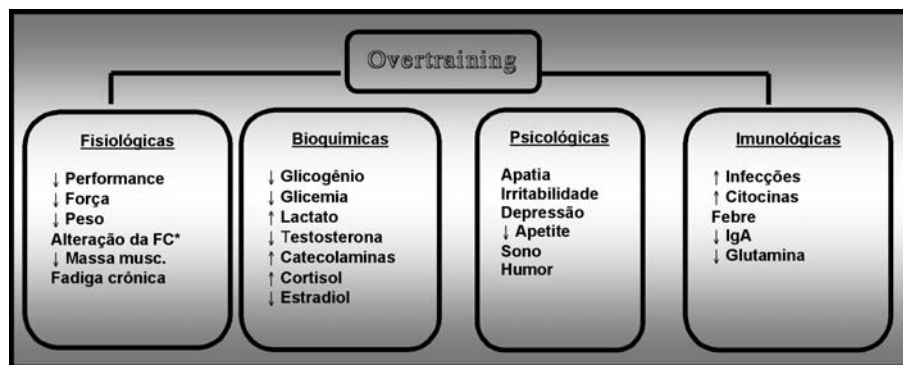 Overtraining
Fisiológicas
↓ Performance
↓ Força
↓ Peso
Alteração da FC*
↓ Massa musc.
Fadiga crônica
Bioquímicas
↓ Glicogênio
↓ Glicemia
↑ Lactato
↓ Testosterona
↑ Catecolaminas
↑ Cortisol
↓ Estradiol
Psicológicas
Apatia
Irritabilidade
Depressão
↓ Apetite
Sono
Humor
Imunológicas
↑ Infecções
↑ Citocinas
Febre
↓ IgA
↓ Glutamina